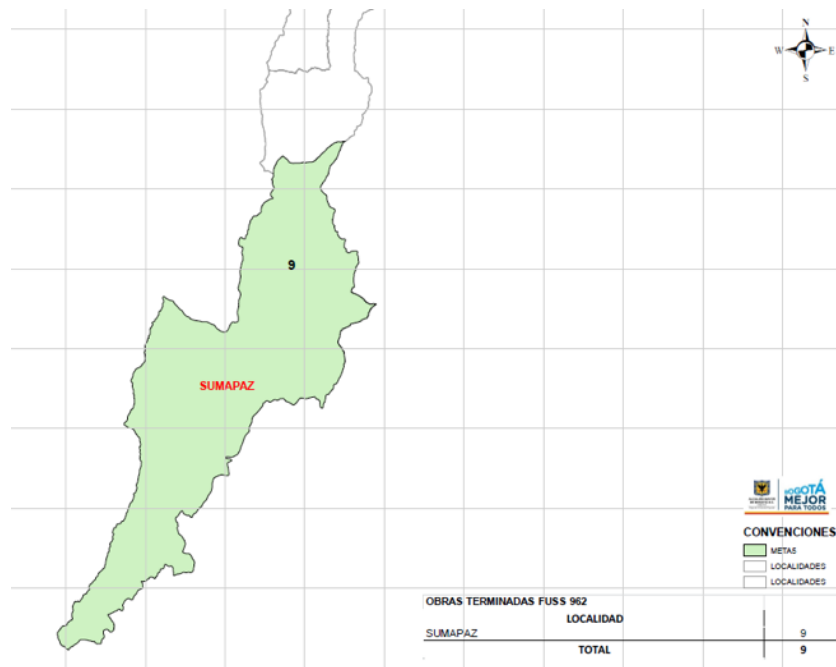 N
W E
S
9
SUMAPAZ
BOGOTÁ
MEJOR
PARA TODOS
CONVENCIONES
METAS
LOCALIDADES
LOCALIDADES
OBRAS TERMINADAS FUSS 962
LOCALIDAD
SUMAPAZ 9
TOTAL 9